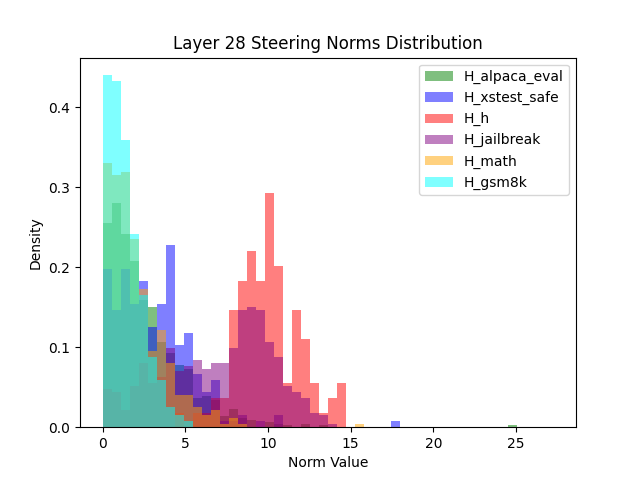 Layer 28 Steering Norms Distribution
H_alpaca_eval
H_xstest_safe
H_h
H_jailbreak
H_math
H_gsm8k
0.4
0.3
0.2
0.1
0.0
Density
0
5
10
15
20
25
Norm Value